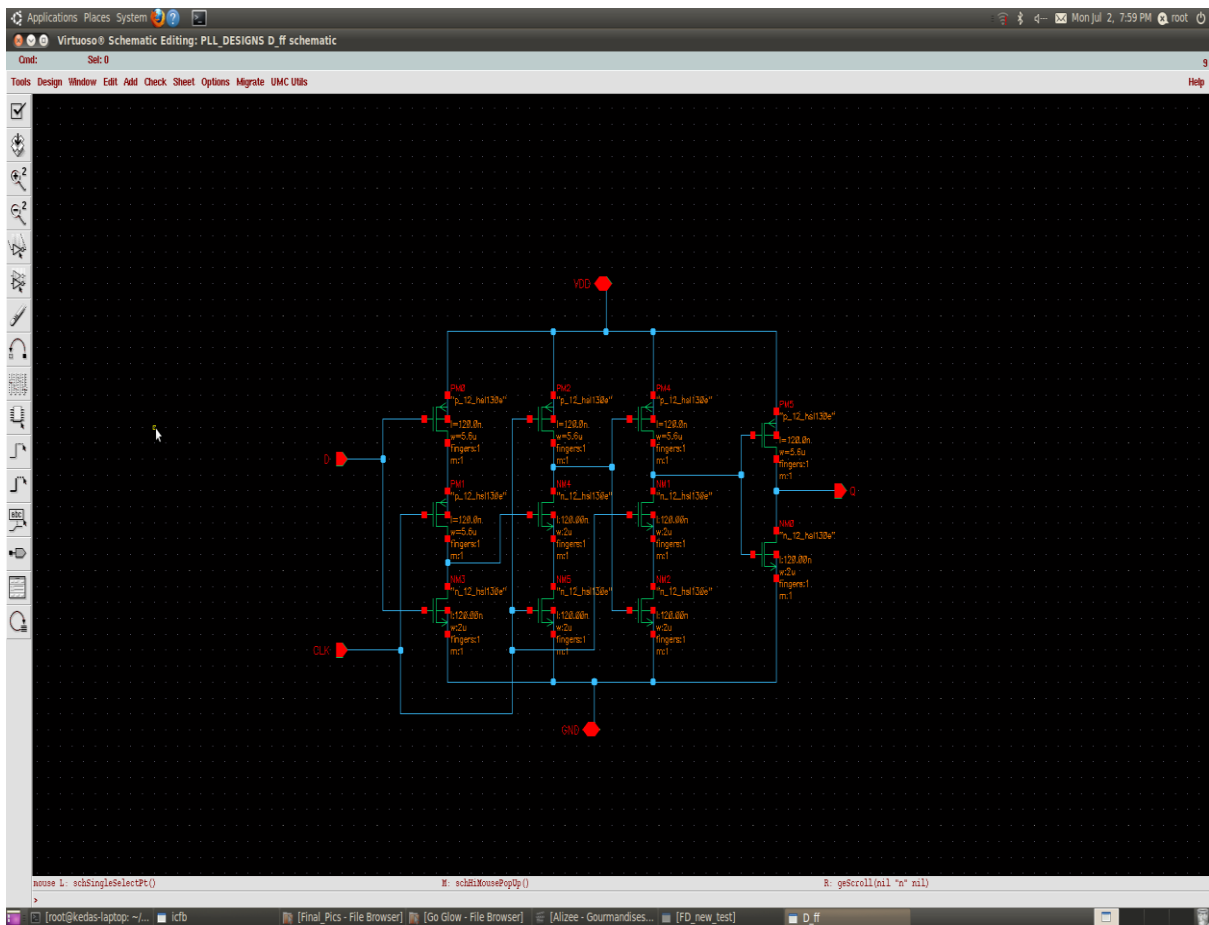 Applications Places System
Mon Jul 2, 7:59 PM root
Virtuoso® Schematic Editing: PLL_DESIGNS D_ff schematic
Cmd: Sel: 0 9
Tools Design Window Edit Add Check Sheet Options Migrate UMC Utils Help
VDD
PM0
"p_12_hsl130e"
l=120.0n
w=5.6u
fingers:1
m:1
PM2
"p_12_hsl130e"
l=120.0n
w=5.6u
fingers:1
m:1
PM4
"p_12_hsl130e"
l=120.0n
w=5.6u
fingers:1
m:1
PM5
"p_12_hsl130e"
l=120.0n
w=5.6u
fingers:1
m:1
D
PM1
"p_12_hsl130e"
l=120.0n
w=5.6u
fingers:1
m:1
NM4
"n_12_hsl130e"
l:120.00n
w:2u
fingers:1
m:1
NM1
"n_12_hsl130e"
l:120.00n
w:2u
fingers:1
m:1
Q
NM0
"n_12_hsl130e"
l:120.00n
w:2u
fingers:1
m:1
NM3
"n_12_hsl130e"
l:120.00n
w:2u
fingers:1
m:1
NM5
"n_12_hsl130e"
l:120.00n
w:2u
fingers:1
m:1
NM2
"n_12_hsl130e"
l:120.00n
w:2u
fingers:1
m:1
CLK
GND
mouse L: schSingleSelectPt() M: schHiMousePopUp() R: geScroll(nil "n" nil)
>
[root@kedas-laptop: ~/... icfb [Final_Pics - File Browser] [Go Glow - File Browser] [Alizee - Gourmandises... [FD_new_test] D_ff